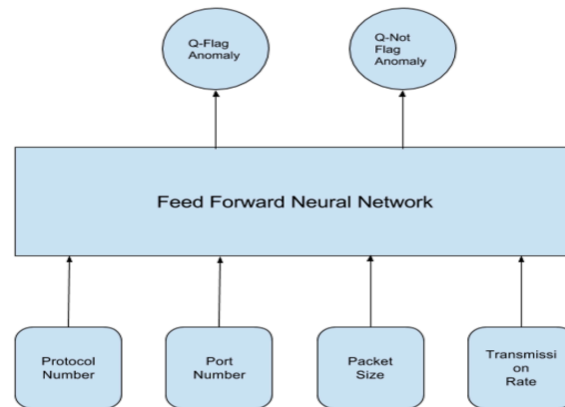 Q-Flag
Anomaly
Q-Not
Flag
Anomaly
Feed Forward Neural Network
Protocol
Number
Port
Number
Packet
Size
Transmissi
on
Rate